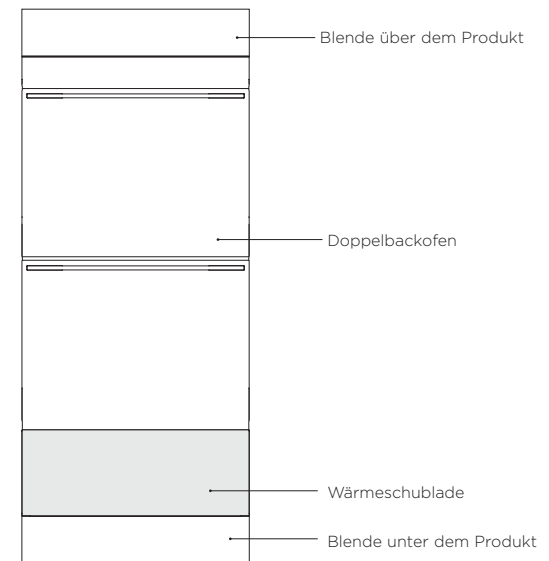 Blende über dem Produkt
Doppelbackofen
Wärmeschublade
Blende unter dem Produkt